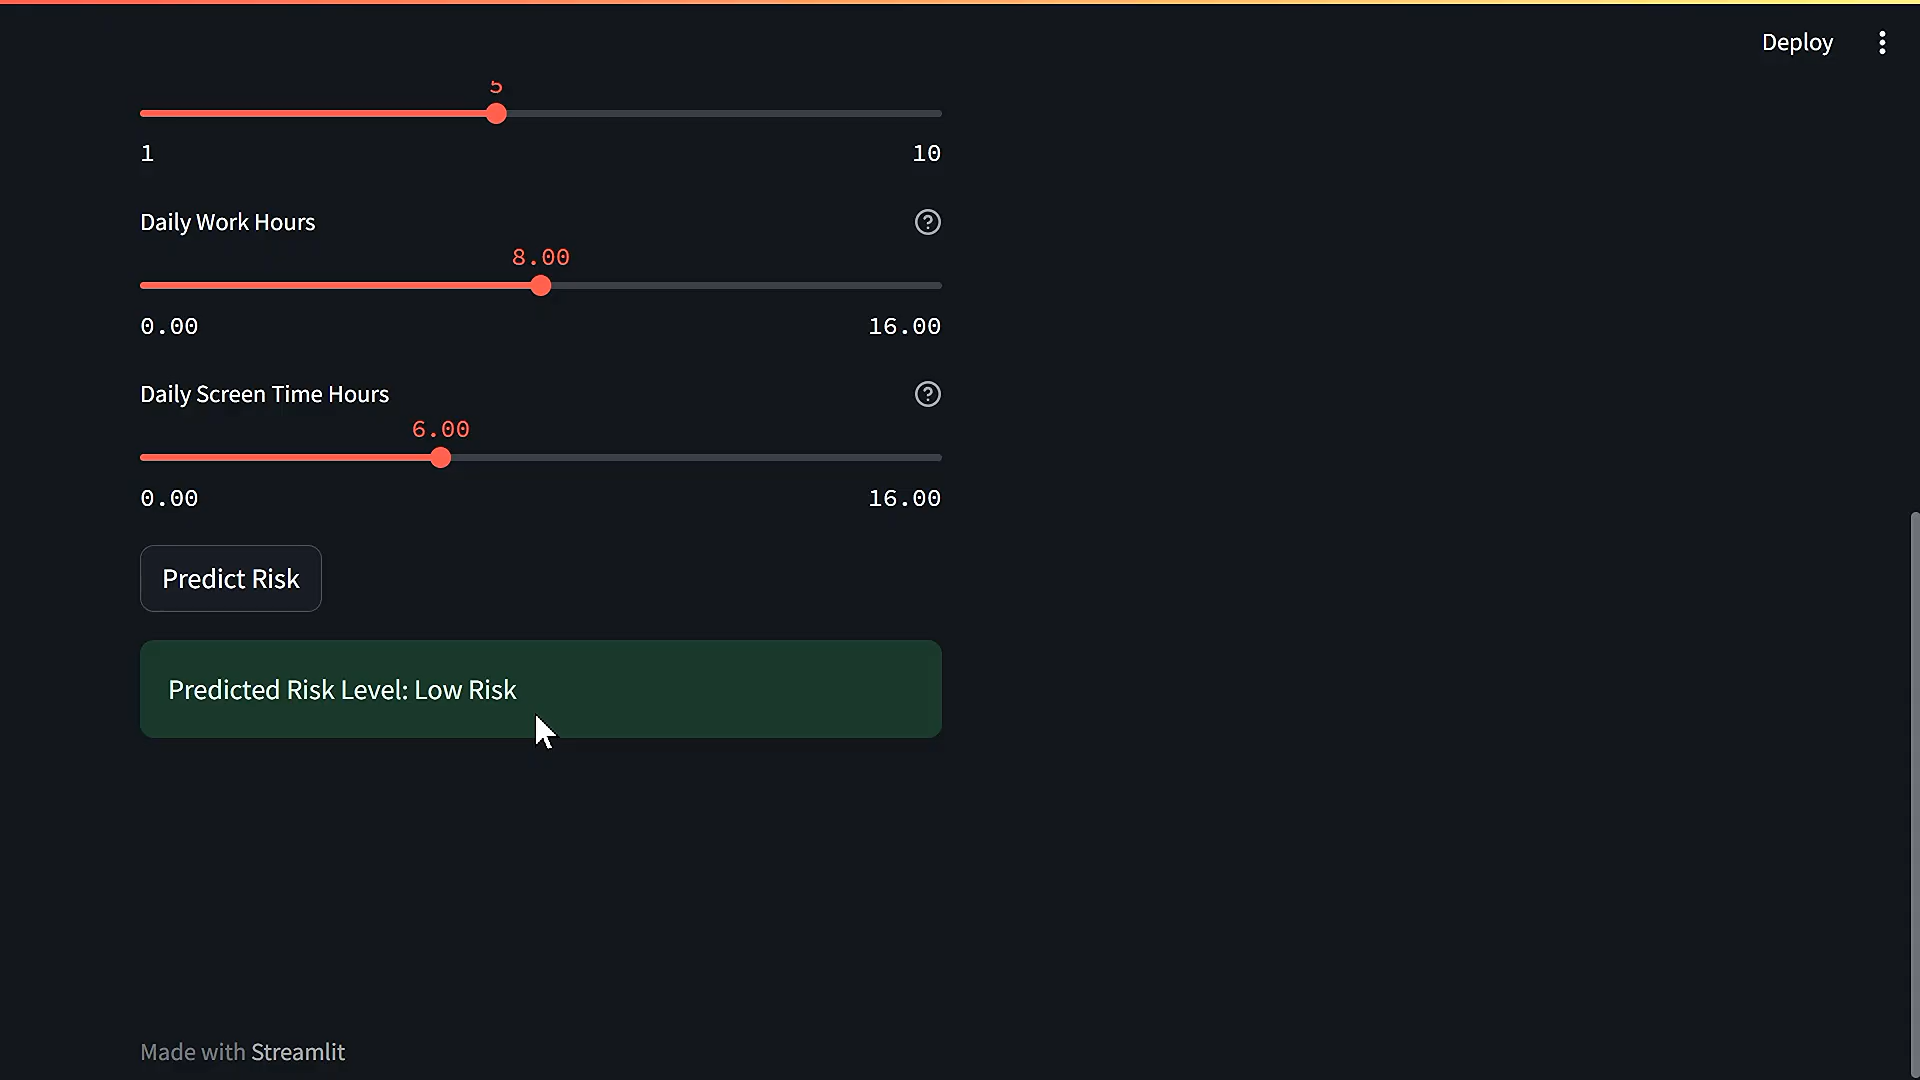 Deploy
5
1 10
Daily Work Hours
8.00
0.00 16.00
Daily Screen Time Hours
6.00
0.00 16.00
Predict Risk
Predicted Risk Level: Low Risk
Made with Streamlit